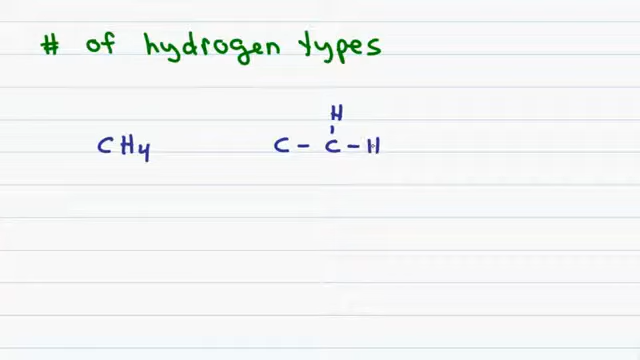 # of hydrogen types
H
CH4 C - C - H